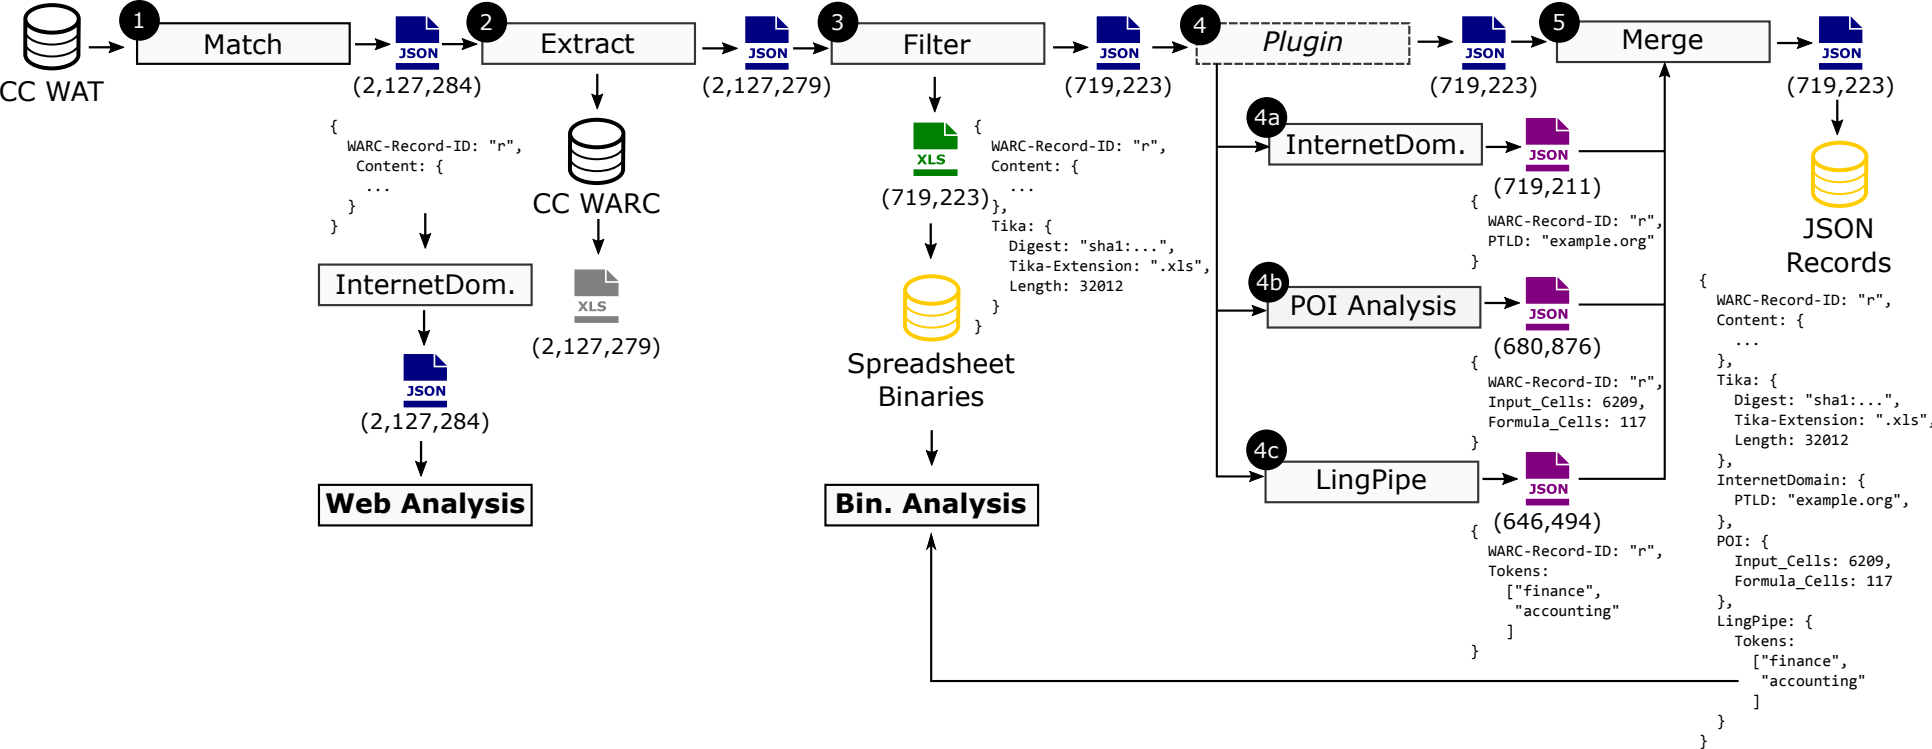 CC WAT
1
Match
JSON
(2,127,284)
{
WARC-Record-ID: "r",
Content: {
...
}
}
InternetDom.
JSON
(2,127,284)
Web Analysis
2
Extract
CC WARC
XLS
(2,127,279)
JSON
(2,127,279)
3
Filter
XLS
(719,223)
Spreadsheet
Binaries
Bin. Analysis
{
WARC-Record-ID: "r",
Content: {
...
},
Tika: {
Digest: "sha1:...",
Tika-Extension: ".xls",
Length: 32012
}
}
JSON
(719,223)
4
Plugin
JSON
(719,223)
4a
InternetDom.
JSON
(719,211)
{
WARC-Record-ID: "r",
PTLD: "example.org"
}
4b
POI Analysis
JSON
(680,876)
{
WARC-Record-ID: "r",
Input_Cells: 6209,
Formula_Cells: 117
}
4c
LingPipe
JSON
(646,494)
{
WARC-Record-ID: "r",
Tokens:
["finance",
"accounting"
]
}
5
Merge
JSON
(719,223)
JSON
Records
{
WARC-Record-ID: "r",
Content: {
...
},
Tika: {
Digest: "sha1:...",
Tika-Extension: ".xls",
Length: 32012
},
InternetDomain: {
PTLD: "example.org",
},
POI: {
Input_Cells: 6209,
Formula_Cells: 117
},
LingPipe: {
Tokens:
["finance",
"accounting"
]
}
}